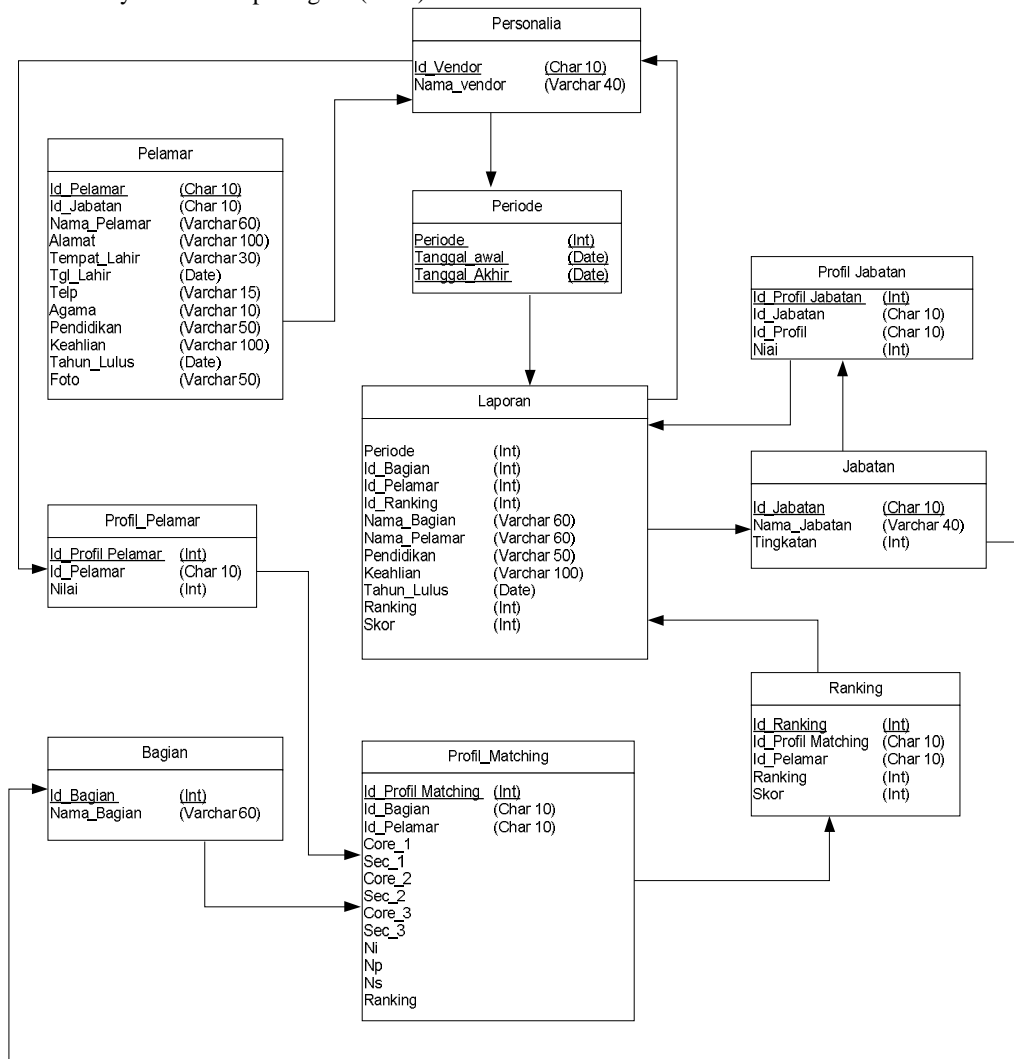 Personalia
Id_Vendor (Char 10)
Nama_vendor (Varchar 40)
Pelamar
Id_Pelamar (Char 10)
Id_Jabatan (Char 10)
Nama_Pelamar (Varchar 60)
Alamat (Varchar 100)
Tempat_Lahir (Varchar 30)
Tgl_Lahir (Date)
Telp (Varchar 15)
Agama (Varchar 10)
Pendidikan (Varchar 50)
Keahlian (Varchar 100)
Tahun_Lulus (Date)
Foto (Varchar 50)
Periode
Periode (Int)
Tanggal_awal (Date)
Tanggal_Akhir (Date)
Profil Jabatan
Id_Profil Jabatan (Int)
Id_Jabatan (Char 10)
Id_Profil (Char 10)
Niai (Int)
Laporan
Periode (Int)
Id_Bagian (Int)
Id_Pelamar (Int)
Id_Ranking (Int)
Nama_Bagian (Varchar 60)
Nama_Pelamar (Varchar 60)
Pendidikan (Varchar 50)
Keahlian (Varchar 100)
Tahun_Lulus (Date)
Ranking (Int)
Skor (Int)
Jabatan
Id_Jabatan (Char 10)
Nama_Jabatan (Varchar 40)
Tingkatan (Int)
Profil_Pelamar
Id_Profil Pelamar (Int)
Id_Pelamar (Char 10)
Nilai (Int)
Ranking
Id_Ranking (Int)
Id_Profil Matching (Char 10)
Id_Pelamar (Char 10)
Ranking (Int)
Skor (Int)
Bagian
Id_Bagian (Int)
Nama_Bagian (Varchar 60)
Profil_Matching
Id_Profil Matching (Int)
Id_Bagian (Char 10)
Id_Pelamar (Char 10)
Core_1
Sec_1
Core_2
Sec_2
Core_3
Sec_3
Ni
Np
Ns
Ranking